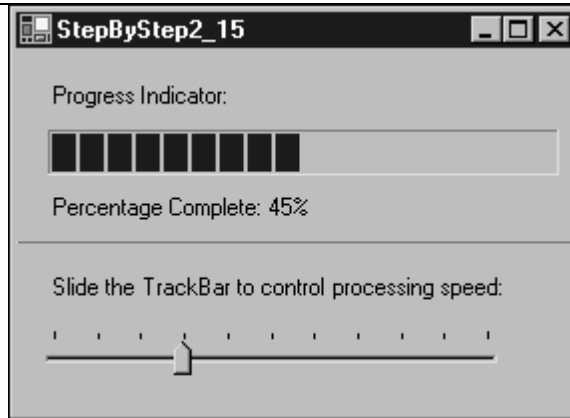 StepByStep2_15
Progress Indicator:
Percentage Complete: 45%
Slide the TrackBar to control processing speed: